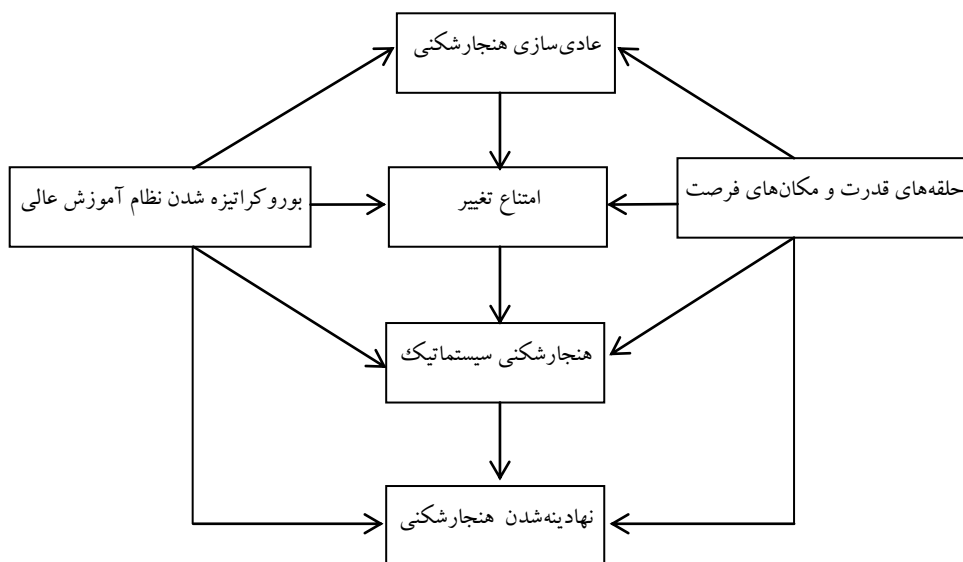 عادی‌سازی هنجارشکنی
حلقه‌های قدرت و مکان‌های فرصت
امتناع تغییر
بوروکراتیزه شدن نظام آموزش عالی
هنجارشکنی سیستماتیك
نهادینه‌شدن هنجارشکنی